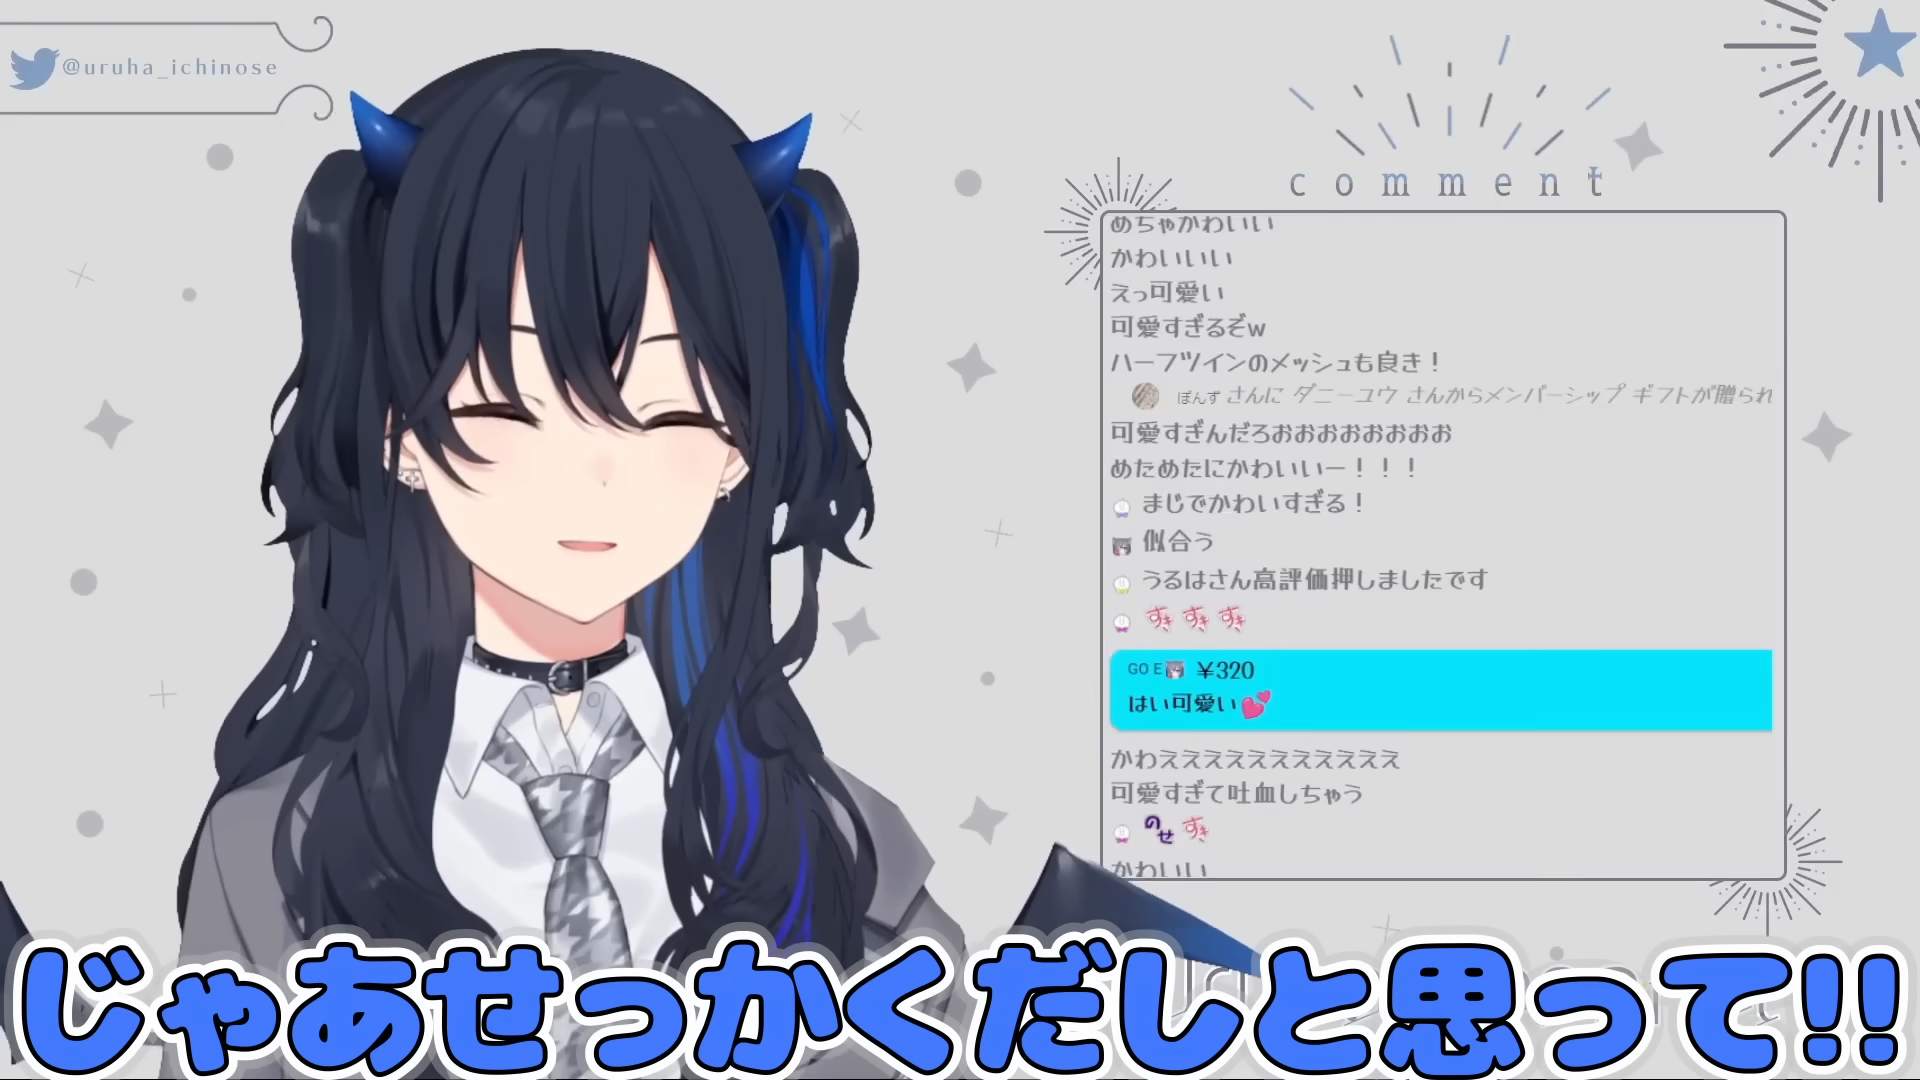 @uruha_ichinose
comment
めちゃかわいい
かわいいい
えっ可愛い
可愛すぎるぞw
ハーフツインのメッシュも良き！
ぽんず さんに ダニーユウ さんからメンバーシップ ギフトが贈られ
可愛すぎんだろおおおおおおおお
めためたにかわいいー！！！
まじでかわいすぎる！
似合う
うるはさん高評価押しましたです
すき すき すき
GO E ¥320
はい可愛い💕
かわえええええええええええ
可愛すぎて吐血しちゃう
のせ すき
かわいい
じゃあせっかくだしと思って!!